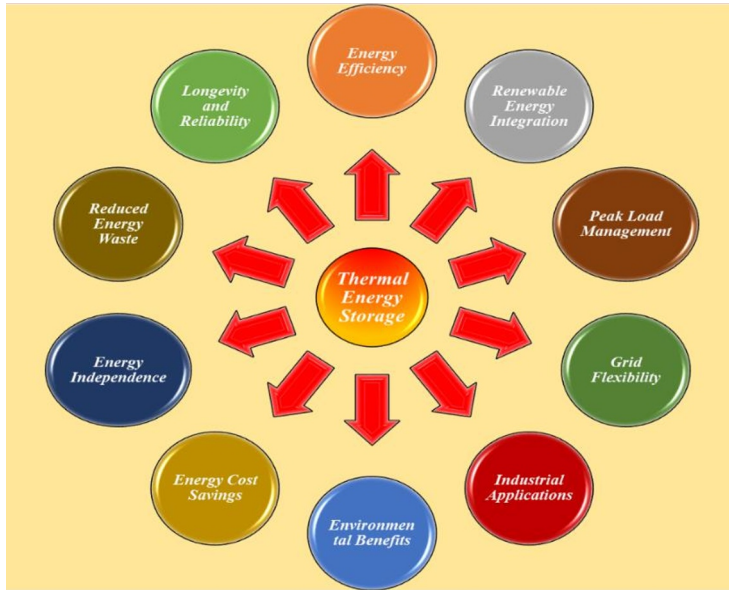 Energy
Efficiency
Renewable
Energy
Integration
Peak Load
Management
Grid
Flexibility
Industrial
Applications
Environmen
tal Benefits
Energy Cost
Savings
Energy
Independence
Reduced
Energy
Waste
Longevity
and
Reliability
Thermal
Energy
Storage